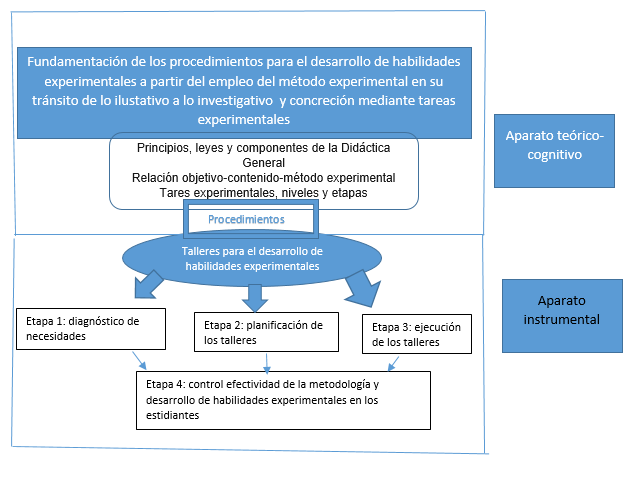 Fundamentación de los procedimientos para el desarrollo de habilidades
experimentales a partir del empleo del método experimental en su
tránsito de lo ilustativo a lo investigativo y concreción mediante tareas
experimentales
Principios, leyes y componentes de la Didáctica
General
Relación objetivo-contenido-método experimental
Tares experimentales, niveles y etapas
Aparato teórico-
cognitivo
Procedimientos
Talleres para el desarrollo de
habilidades experimentales
Aparato
instrumental
Etapa 1: diagnóstico de
necesidades
Etapa 2: planificación de
los talleres
Etapa 3: ejecución
de los talleres
Etapa 4: control efectividad de la metodología y
desarrollo de habilidades experimentales en los
estidiantes